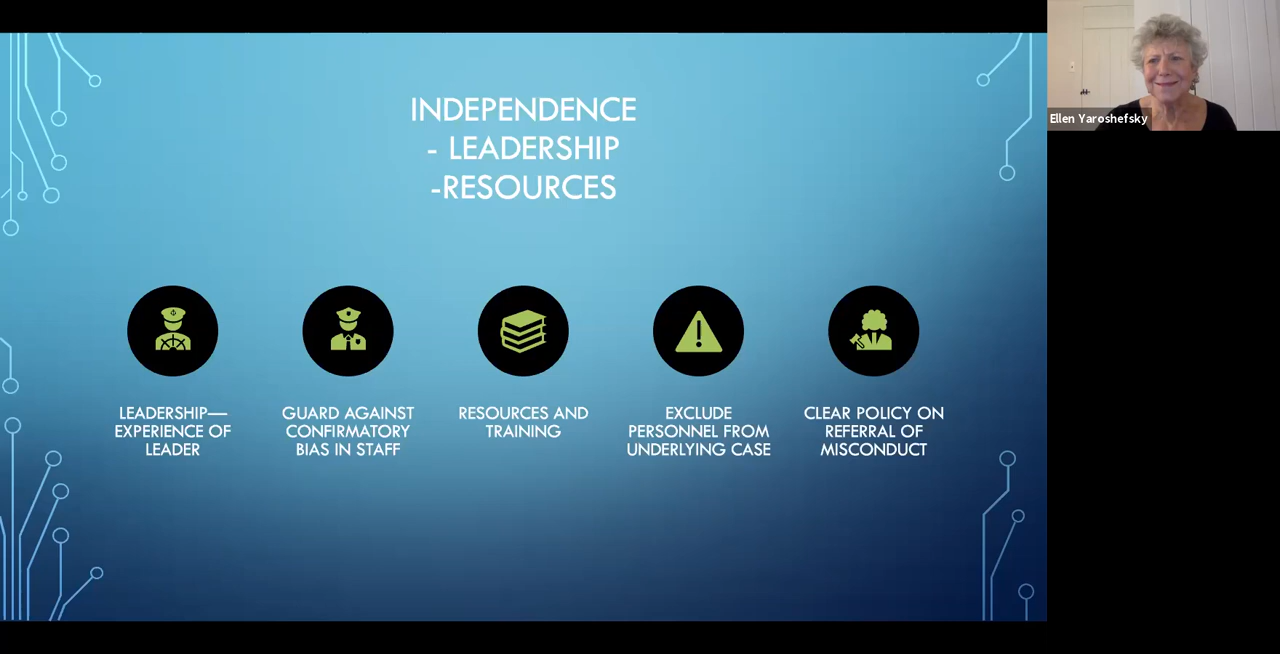 INDEPENDENCE
- LEADERSHIP
-RESOURCES
LEADERSHIP—
EXPERIENCE OF
LEADER
GUARD AGAINST
CONFIRMATORY
BIAS IN STAFF
RESOURCES AND
TRAINING
EXCLUDE
PERSONNEL FROM
UNDERLYING CASE
CLEAR POLICY ON
REFERRAL OF
MISCONDUCT
Ellen Yaroshefsky